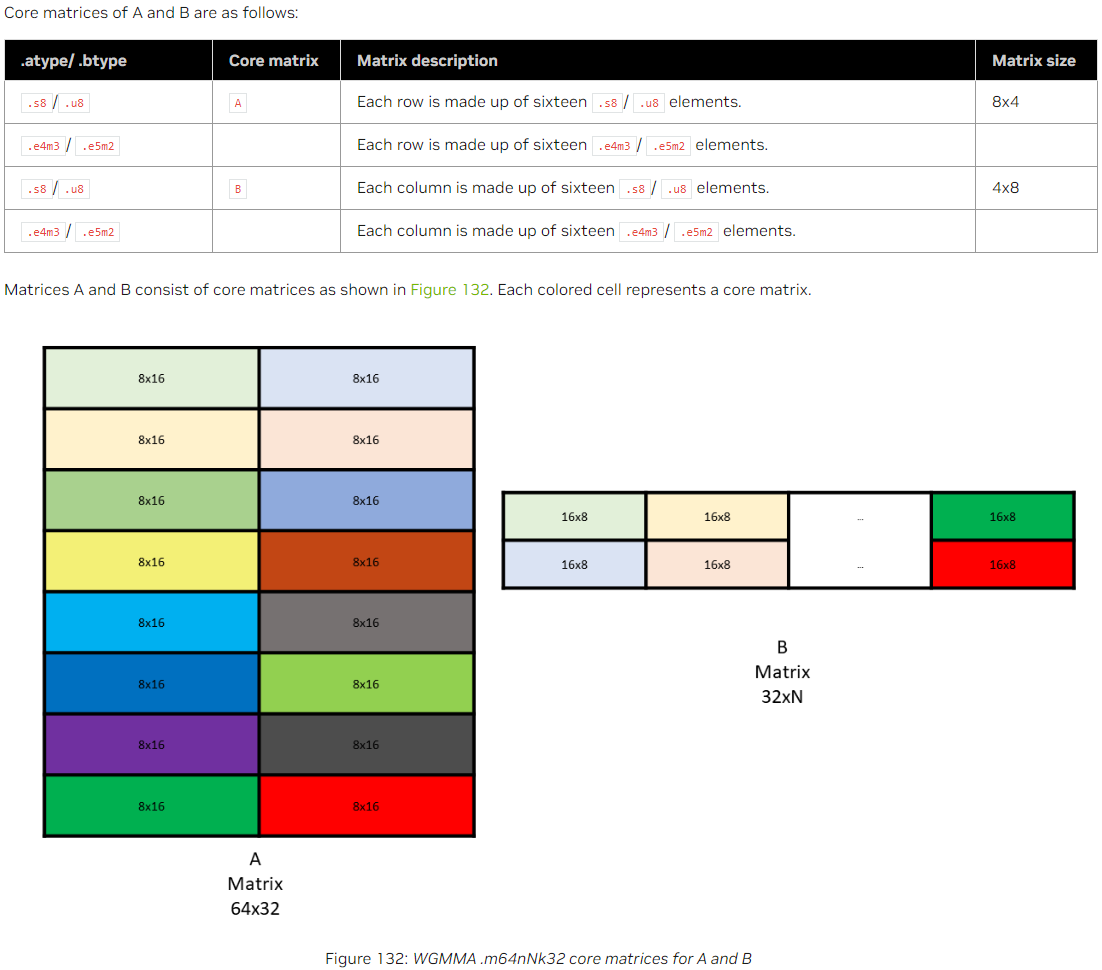 Core matrices of A and B are as follows:
.atype/ .btype Core matrix Matrix description Matrix size
.s8 / .u8 A Each row is made up of sixteen .s8 / .u8 elements. 8x4
.e4m3 / .e5m2 Each row is made up of sixteen .e4m3 / .e5m2 elements.
.s8 / .u8 B Each column is made up of sixteen .s8 / .u8 elements. 4x8
.e4m3 / .e5m2 Each column is made up of sixteen .e4m3 / .e5m2 elements.
Matrices A and B consist of core matrices as shown in Figure 132. Each colored cell represents a core matrix.
8x16 8x16
8x16 8x16
8x16 8x16
8x16 8x16
8x16 8x16
8x16 8x16
8x16 8x16
8x16 8x16
A
Matrix
64x32
16x8 16x8 ... 16x8
16x8 16x8 ... 16x8
B
Matrix
32xN
Figure 132: WGMMA .m64nNk32 core matrices for A and B